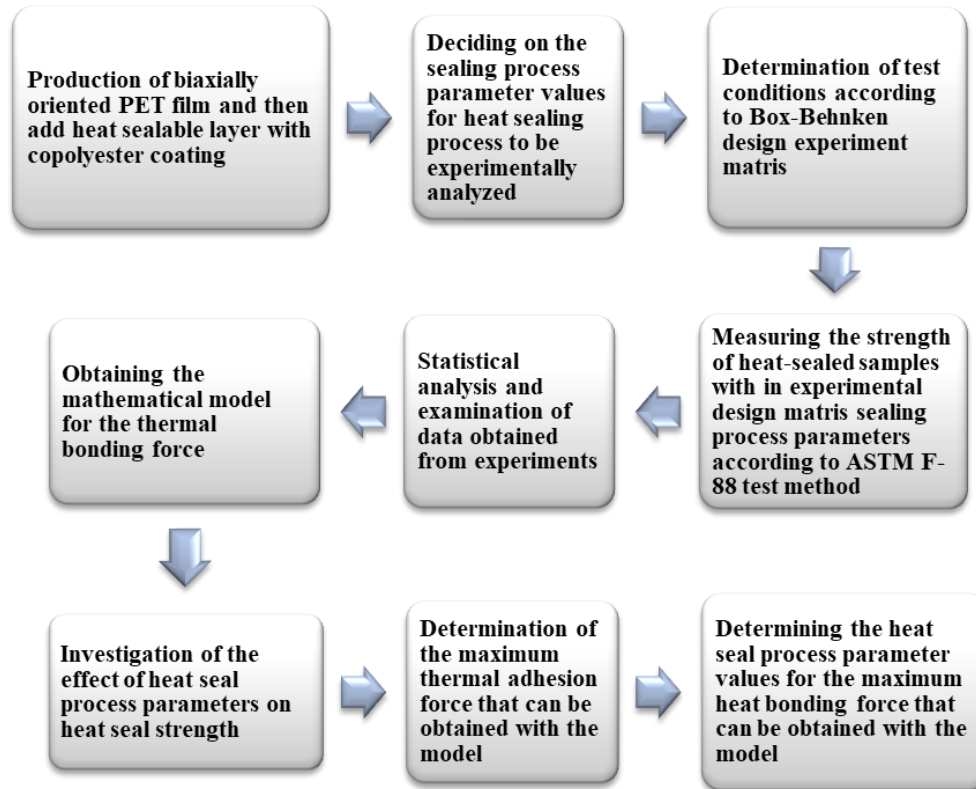 Production of biaxially
oriented PET film and then
add heat sealable layer with
copolyester coating
Deciding on the
sealing process
parameter values
for heat sealing
process to be
experimentally
analyzed
Determination of test
conditions according
to Box-Behnken
design experiment
matris
Measuring the strength
of heat-sealed samples
with in experimental
design matris sealing
process parameters
according to ASTM F-
88 test method
Statistical
analysis and
examination of
data obtained
from experiments
Obtaining the
mathematical model
for the thermal
bonding force
Investigation of the
effect of heat seal
process parameters on
heat seal strength
Determination of
the maximum
thermal adhesion
force that can be
obtained with the
model
Determining the heat
seal process parameter
values for the maximum
heat bonding force that
can be obtained with the
model